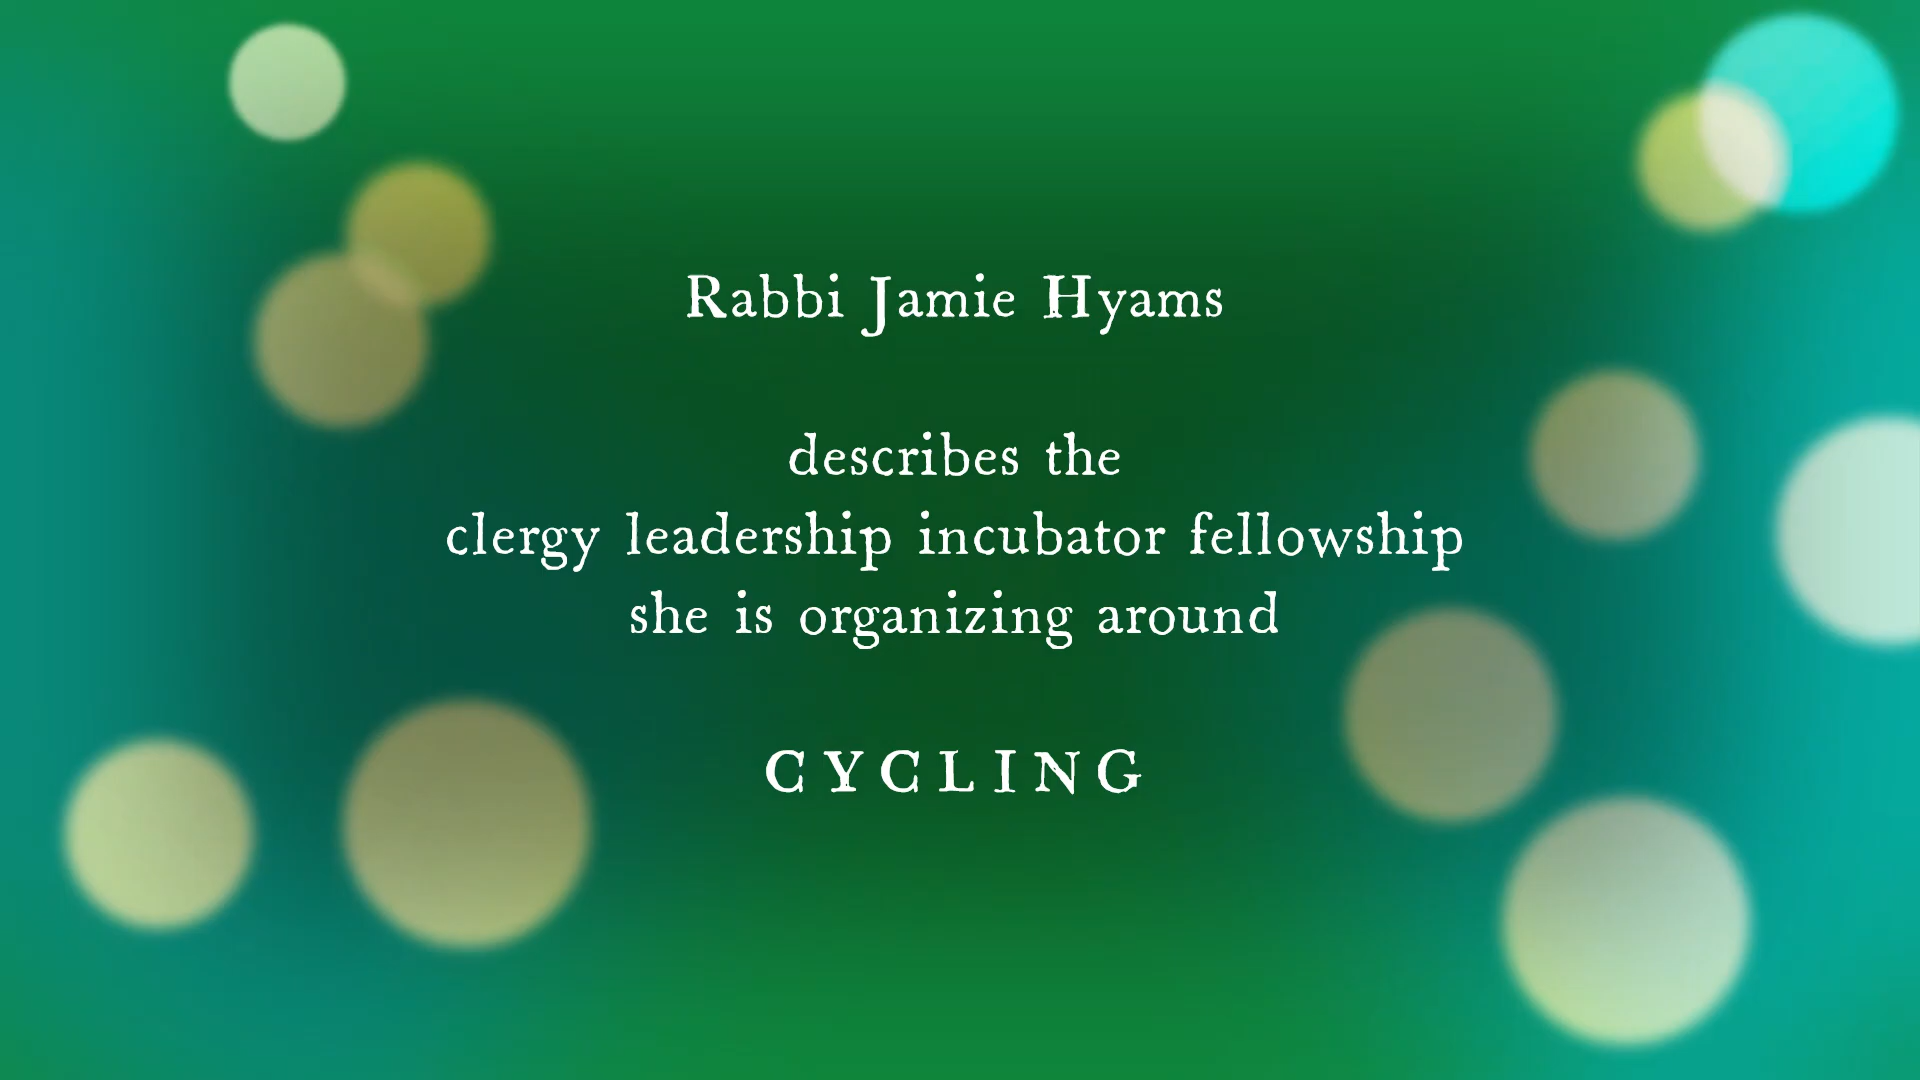 Rabbi Jamie Hyams
describes the
clergy leadership incubator fellowship
she is organizing around
CYCLING